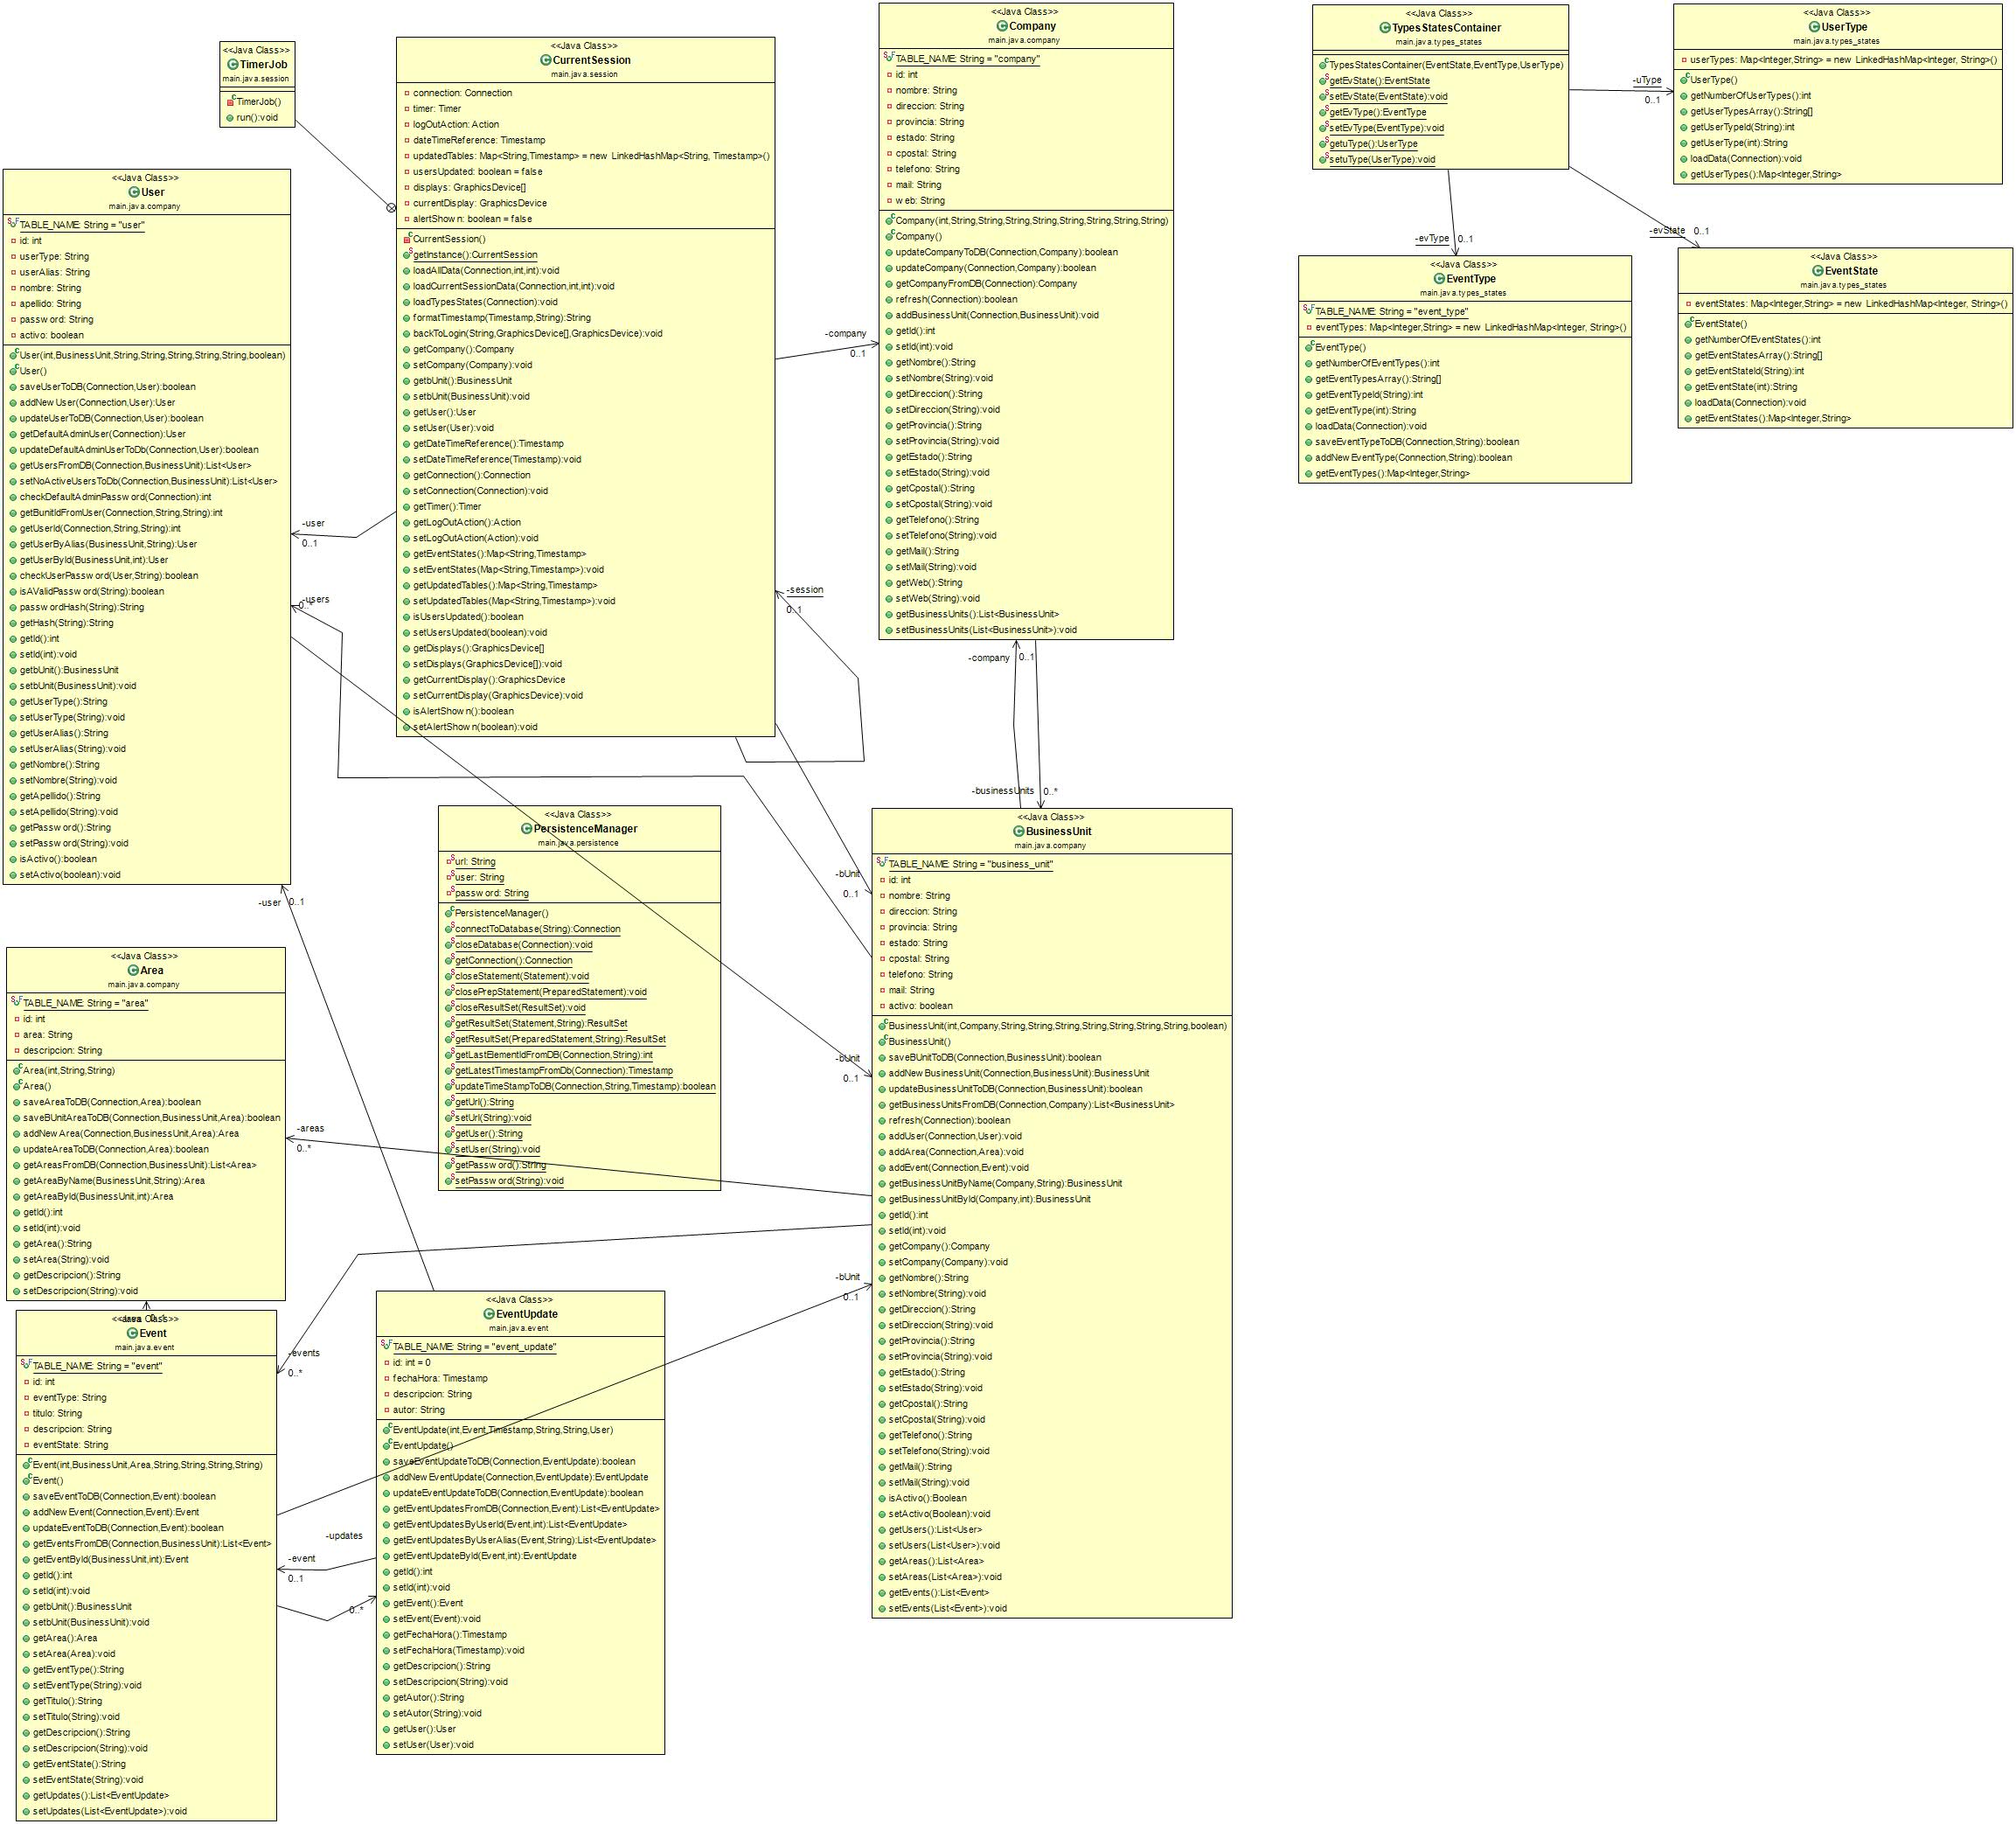 <<Java Class>>
TimerJob
main.java.session
TimerJob()
run():void
<<Java Class>>
CurrentSession
main.java.session
connection: Connection
timer: Timer
logOutAction: Action
dateTimeReference: Timestamp
updatedTables: Map<String,Timestamp> = new LinkedHashMap<String, Timestamp>()
usersUpdated: boolean = false
displays: GraphicsDevice[]
currentDisplay: GraphicsDevice
alertShown: boolean = false
CurrentSession()
getInstance():CurrentSession
loadAllData(Connection,int,int):void
loadCurrentSessionData(Connection,int,int):void
loadTypesStates(Connection):void
formatTimestamp(Timestamp,String):String
backToLogin(String,GraphicsDevice[],GraphicsDevice):void
getCompany():Company
setCompany(Company):void
getbUnit():BusinessUnit
setbUnit(BusinessUnit):void
getUser():User
setUser(User):void
getDateTimeReference():Timestamp
setDateTimeReference(Timestamp):void
getConnection():Connection
setConnection(Connection):void
getTimer():Timer
getLogOutAction():Action
setLogOutAction(Action):void
getEventStates():Map<String,Timestamp>
setEventStates(Map<String,Timestamp>):void
getUpdatedTables():Map<String,Timestamp>
setUpdatedTables(Map<String,Timestamp>):void
isUsersUpdated():boolean
setUsersUpdated(boolean):void
getDisplays():GraphicsDevice[]
setDisplays(GraphicsDevice[]):void
getCurrentDisplay():GraphicsDevice
setCurrentDisplay(GraphicsDevice):void
isAlertShown():boolean
setAlertShown(boolean):void
<<Java Class>>
Company
main.java.company
TABLE_NAME: String = "company"
id: int
nombre: String
direccion: String
provincia: String
estado: String
cpostal: String
telefono: String
mail: String
web: String
Company(int,String,String,String,String,String,String,String,String)
Company()
updateCompanyToDB(Connection,Company):boolean
updateCompany(Connection,Company):boolean
getCompanyFromDB(Connection):Company
refresh(Connection):boolean
addBusinessUnit(Connection,BusinessUnit):void
getId():int
setId(int):void
getNombre():String
setNombre(String):void
getDireccion():String
setDireccion(String):void
getProvincia():String
setProvincia(String):void
getEstado():String
setEstado(String):void
getCpostal():String
setCpostal(String):void
getTelefono():String
setTelefono(String):void
getMail():String
setMail(String):void
getWeb():String
setWeb(String):void
getBusinessUnits():List<BusinessUnit>
setBusinessUnits(List<BusinessUnit>):void
<<Java Class>>
TypesStatesContainer
main.java.types_states
TypesStatesContainer(EventState,EventType,UserType)
getEvState():EventState
setEvState(EventState):void
getEvType():EventType
setEvType(EventType):void
getuType():UserType
setuType(UserType):void
-uType
0..1
-evType
0..1
-evState
0..1
<<Java Class>>
UserType
main.java.types_states
userTypes: Map<Integer,String> = new LinkedHashMap<Integer, String>()
UserType()
getNumberOfUserTypes():int
getUserTypesArray():String[]
getUserTypeId(String):int
getUserType(int):String
loadData(Connection):void
getUserTypes():Map<Integer,String>
<<Java Class>>
EventType
main.java.types_states
TABLE_NAME: String = "event_type"
eventTypes: Map<Integer,String> = new LinkedHashMap<Integer, String>()
EventType()
getNumberOfEventTypes():int
getEventTypesArray():String[]
getEventTypeId(String):int
getEventType(int):String
loadData(Connection):void
saveEventTypeToDB(Connection,String):boolean
addNewEventType(Connection,String):boolean
getEventTypes():Map<Integer,String>
<<Java Class>>
EventState
main.java.types_states
eventStates: Map<Integer,String> = new LinkedHashMap<Integer, String>()
EventState()
getNumberOfEventStates():int
getEventStatesArray():String[]
getEventStateId(String):int
getEventState(int):String
loadData(Connection):void
getEventStates():Map<Integer,String>
<<Java Class>>
User
main.java.company
TABLE_NAME: String = "user"
id: int
userType: String
userAlias: String
nombre: String
apellido: String
password: String
activo: boolean
User(int,BusinessUnit,String,String,String,String,String,boolean)
User()
saveUserToDB(Connection,User):boolean
addNewUser(Connection,User):User
updateUserToDB(Connection,User):boolean
getDefaultAdminUser(Connection):User
updateDefaultAdminUserToDb(Connection,User):boolean
getUsersFromDB(Connection,BusinessUnit):List<User>
setNoActiveUsersToDb(Connection,BusinessUnit):List<User>
checkDefaultAdminPassword(Connection):int
getBunitIdFromUser(Connection,String,String):int
getUserId(Connection,String,String):int
getUserByAlias(BusinessUnit,String):User
getUserById(BusinessUnit,int):User
checkUserPassword(User,String):boolean
isAValidPassword(String):boolean
passwordHash(String):String
getHash(String):String
getId():int
setId(int):void
getbUnit():BusinessUnit
setbUnit(BusinessUnit):void
getUserType():String
setUserType(String):void
getUserAlias():String
setUserAlias(String):void
getNombre():String
setNombre(String):void
getApellido():String
setApellido(String):void
getPassword():String
setPassword(String):void
isActivo():boolean
setActivo(boolean):void
-company
0..1
-user
0..1
-users
0..*
-session
0..1
-company
0..1
-businessUnits
0..*
-bUnit
0..1
-bUnit
0..1
-user
0..1
<<Java Class>>
PersistenceManager
main.java.persistence
url: String
user: String
password: String
PersistenceManager()
connectToDatabase(String):Connection
closeDatabase(Connection):void
getConnection():Connection
closeStatement(Statement):void
closePrepStatement(PreparedStatement):void
closeResultSet(ResultSet):void
getResultSet(Statement,String):ResultSet
getResultSet(PreparedStatement,String):ResultSet
getLastElementIdFromDB(Connection,String):int
getLatestTimestampFromDb(Connection):Timestamp
updateTimeStampToDB(Connection,String,Timestamp):boolean
getUrl():String
setUrl(String):void
getUser():String
setUser(String):void
getPassword():String
setPassword(String):void
<<Java Class>>
BusinessUnit
main.java.company
TABLE_NAME: String = "business_unit"
id: int
nombre: String
direccion: String
provincia: String
estado: String
cpostal: String
telefono: String
mail: String
activo: boolean
BusinessUnit(int,Company,String,String,String,String,String,String,String,boolean)
BusinessUnit()
saveBUnitToDB(Connection,BusinessUnit):boolean
addNewBusinessUnit(Connection,BusinessUnit):BusinessUnit
updateBusinessUnitToDB(Connection,BusinessUnit):boolean
getBusinessUnitsFromDB(Connection,Company):List<BusinessUnit>
refresh(Connection):boolean
addUser(Connection,User):void
addArea(Connection,Area):void
addEvent(Connection,Event):void
getBusinessUnitByName(Company,String):BusinessUnit
getBusinessUnitById(Company,int):BusinessUnit
getId():int
setId(int):void
getCompany():Company
setCompany(Company):void
getNombre():String
setNombre(String):void
getDireccion():String
setDireccion(String):void
getProvincia():String
setProvincia(String):void
getEstado():String
setEstado(String):void
getCpostal():String
setCpostal(String):void
getTelefono():String
setTelefono(String):void
getMail():String
setMail(String):void
isActivo():Boolean
setActivo(Boolean):void
getUsers():List<User>
setUsers(List<User>):void
getAreas():List<Area>
setAreas(List<Area>):void
getEvents():List<Event>
setEvents(List<Event>):void
<<Java Class>>
Area
main.java.company
TABLE_NAME: String = "area"
id: int
area: String
descripcion: String
Area(int,String,String)
Area()
saveAreaToDB(Connection,Area):boolean
saveBUnitAreaToDB(Connection,BusinessUnit,Area):boolean
addNewArea(Connection,BusinessUnit,Area):Area
updateAreaToDB(Connection,Area):boolean
getAreasFromDB(Connection,BusinessUnit):List<Area>
getAreaByName(BusinessUnit,String):Area
getAreaById(BusinessUnit,int):Area
getId():int
setId(int):void
getArea():String
setArea(String):void
getDescripcion():String
setDescripcion(String):void
-areas
0..*
-events
0..*
-bUnit
0..1
-updates
-event
0..1
0..*
<<Java Class>>
Event
main.java.event
TABLE_NAME: String = "event"
id: int
eventType: String
titulo: String
descripcion: String
eventState: String
Event(int,BusinessUnit,Area,String,String,String,String)
Event()
saveEventToDB(Connection,Event):boolean
addNewEvent(Connection,Event):Event
updateEventToDB(Connection,Event):boolean
getEventsFromDB(Connection,BusinessUnit):List<Event>
getEventById(BusinessUnit,int):Event
getId():int
setId(int):void
getbUnit():BusinessUnit
setbUnit(BusinessUnit):void
getArea():Area
setArea(Area):void
getEventType():String
setEventType(String):void
getTitulo():String
setTitulo(String):void
getDescripcion():String
setDescripcion(String):void
getEventState():String
setEventState(String):void
getUpdates():List<EventUpdate>
setUpdates(List<EventUpdate>):void
<<Java Class>>
EventUpdate
main.java.event
TABLE_NAME: String = "event_update"
id: int = 0
fechaHora: Timestamp
descripcion: String
autor: String
EventUpdate(int,Event,Timestamp,String,String,User)
EventUpdate()
saveEventUpdateToDB(Connection,EventUpdate):boolean
addNewEventUpdate(Connection,EventUpdate):EventUpdate
updateEventUpdateToDB(Connection,EventUpdate):boolean
getEventUpdatesFromDB(Connection,Event):List<EventUpdate>
getEventUpdatesByUserId(Event,int):List<EventUpdate>
getEventUpdatesByUserAlias(Event,String):List<EventUpdate>
getEventUpdateById(Event,int):EventUpdate
getId():int
setId(int):void
getEvent():Event
setEvent(Event):void
getFechaHora():Timestamp
setFechaHora(Timestamp):void
getDescripcion():String
setDescripcion(String):void
getAutor():String
setAutor(String):void
getUser():User
setUser(User):void